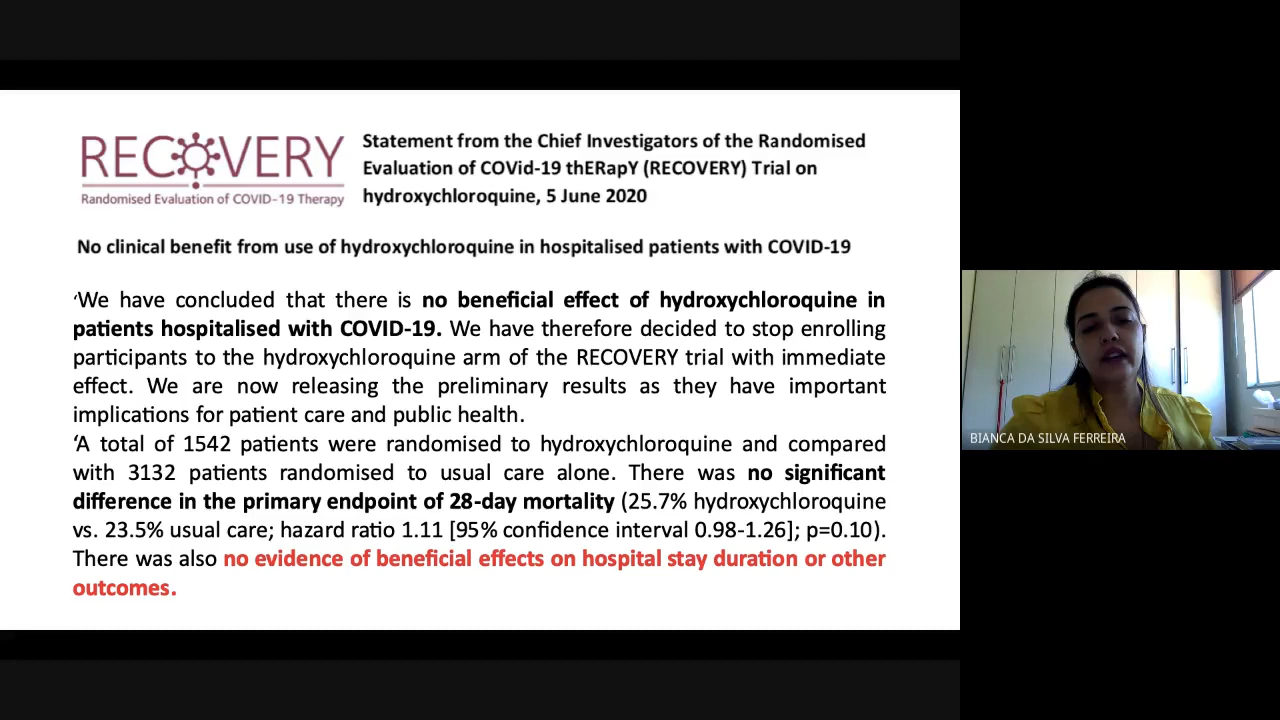 RECOVERY
Randomised Evaluation of COVID-19 Therapy
Statement from the Chief Investigators of the Randomised
Evaluation of COVid-19 thERapY (RECOVERY) Trial on
hydroxychloroquine, 5 June 2020
No clinical benefit from use of hydroxychloroquine in hospitalised patients with COVID-19
‘We have concluded that there is no beneficial effect of hydroxychloroquine in
patients hospitalised with COVID-19. We have therefore decided to stop enrolling
participants to the hydroxychloroquine arm of the RECOVERY trial with immediate
effect. We are now releasing the preliminary results as they have important
implications for patient care and public health.
‘A total of 1542 patients were randomised to hydroxychloroquine and compared
with 3132 patients randomised to usual care alone. There was no significant
difference in the primary endpoint of 28-day mortality (25.7% hydroxychloroquine
vs. 23.5% usual care; hazard ratio 1.11 [95% confidence interval 0.98-1.26]; p=0.10).
There was also no evidence of beneficial effects on hospital stay duration or other
outcomes.
BIANCA DA SILVA FERREIRA